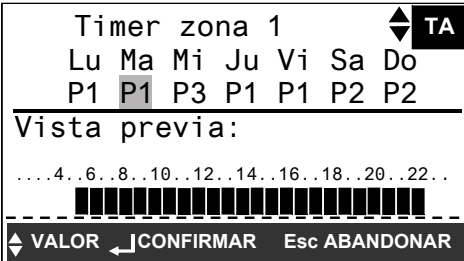 Timer zona 1 TA
Lu Ma Mi Ju Vi Sa Do
P1 P1 P3 P1 P1 P2 P2
Vista previa:
....4..6..8..10..12..14..16..18..20..22..
VALOR CONFIRMAR Esc ABANDONAR